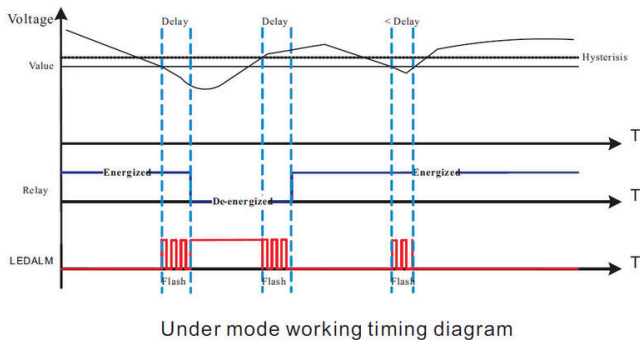 Voltage
Delay
Delay
< Delay
Hysterisis
Value
T
Energized
Energized
Relay
T
De-energized
LEDALM
T
Flash
Flash
Flash
Under mode working timing diagram